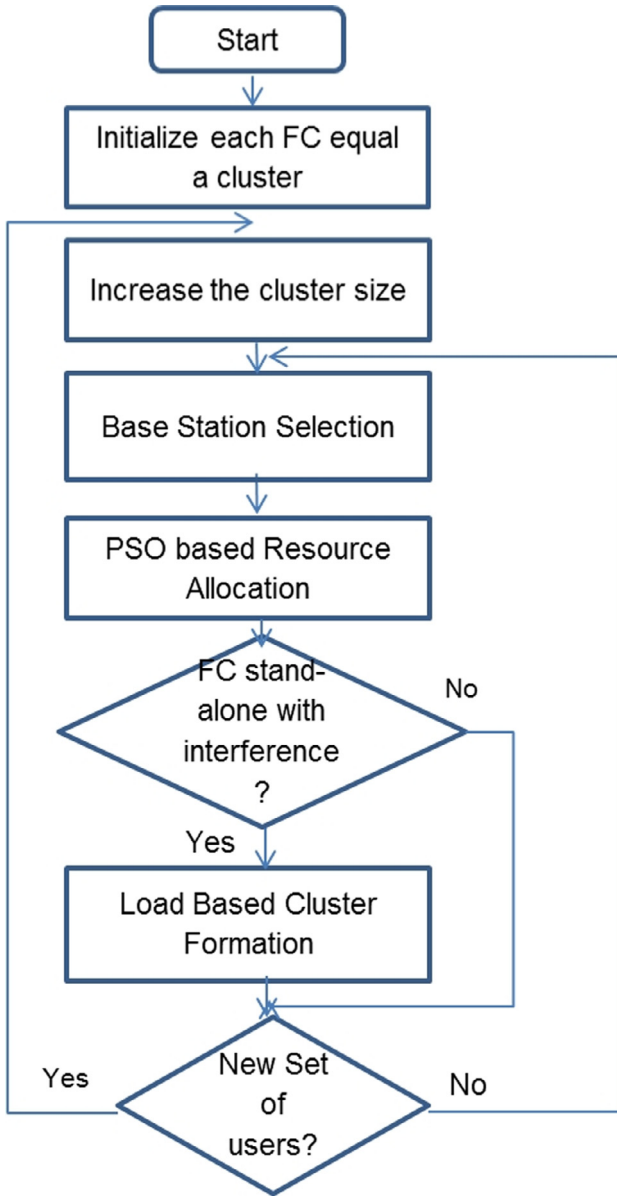 Start
Initialize each FC equal
a cluster
Increase the cluster size
Base Station Selection
PSO based Resource
Allocation
FC stand-
alone with
interference
?
No
Yes
Load Based Cluster
Formation
New Set
of
users?
Yes
No